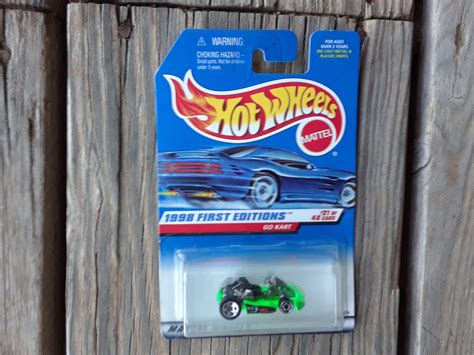 WARNING:
CHOKING HAZARD -
Small parts. Not for children
under 3 years.
FOR AGES
OVER 3 YEARS.
DIE CAST METAL &
PLASTIC PARTS.
HOT WHEELS
MATTEL
1998 FIRST EDITIONS™
#21 OF
40 CARS
GO KART